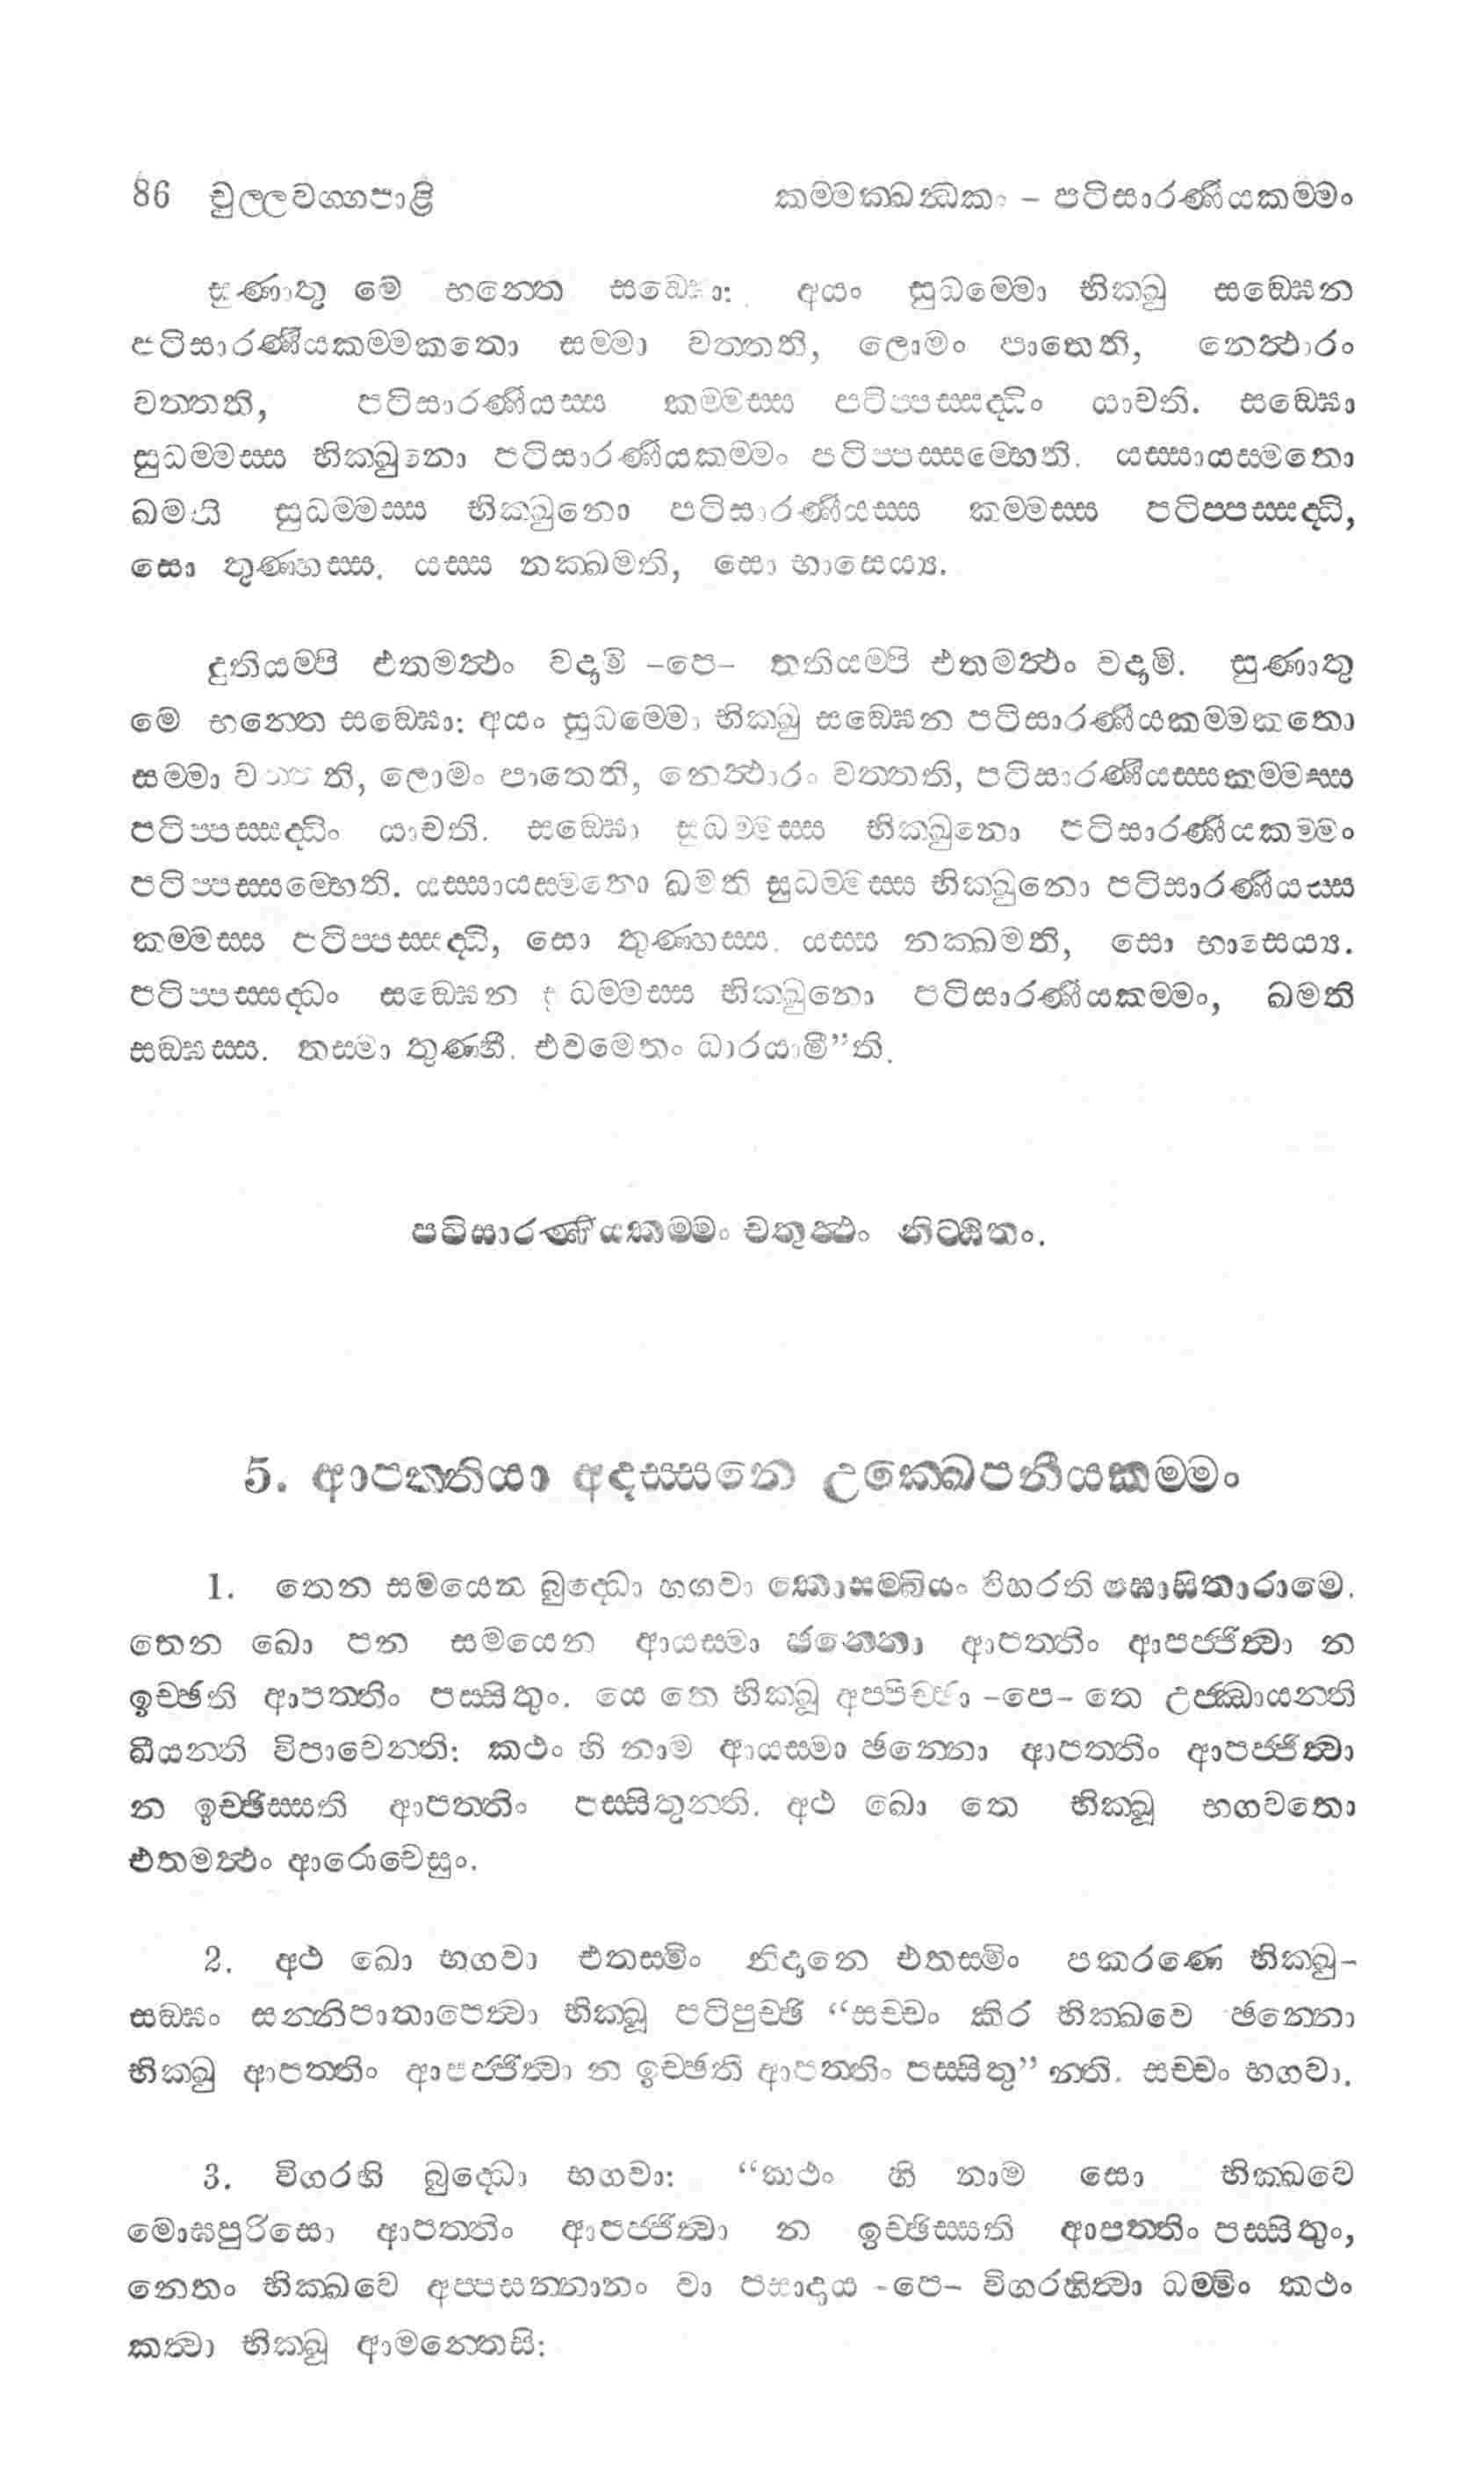 86 චුල්ලවග්ගපාළි කම්මක්ඛන්ධකං – පටිසාරණීයකම්මං
සුණාතු මෙ භන්තෙ සඞ්ඝො: අයං සුධම්මො භික්ඛු සඞ්ඝෙන
පටිසාරණීයකම්මකතො සම්මා වත්තති, ලොමං පාතෙති, නෙත්ථාරං
වත්තති, පටිසාරණීයස්ස කම්මස්ස පටිප්පස්සද්ධිං යාචති. සඞ්ඝො
සුධම්මස්ස භික්ඛුනො පටිසාරණීයකම්මං පටිප්පස්සම්භෙති. යස්සායස්මතො
ඛමති සුධම්මස්ස භික්ඛුනො පටිසාරණීයස්ස කම්මස්ස පටිප්පස්සද්ධි,
සො තුණ්හස්ස. යස්ස නක්ඛමති, සො භාසෙය්‍ය.
දුතියම්පි එතමත්ථං වදාමි –පෙ– තතියම්පි එතමත්ථං වදාමි. සුණාතු
මෙ භන්තෙ සඞ්ඝො: අයං සුධම්මො භික්ඛු සඞ්ඝෙන පටිසාරණීයකම්මකතො
සම්මා වත්තති, ලොමං පාතෙති, නෙත්ථාරං වත්තති, පටිසාරණීයස්සකම්මස්ස
පටිප්පස්සද්ධිං යාචති. සඞ්ඝො සුධම්මස්ස භික්ඛුනො පටිසාරණීයකම්මං
පටිප්පස්සම්භෙති. යස්සායස්මතො ඛමති සුධම්මස්ස භික්ඛුනො පටිසාරණීයස්ස
කම්මස්ස පටිප්පස්සද්ධි, සො තුණ්හස්ස. යස්ස නක්ඛමති, සො භාසෙය්‍ය.
පටිප්පස්සද්ධං සඞ්ඝෙන සුධම්මස්ස භික්ඛුනො පටිසාරණීයකම්මං, ඛමති
සඞ්ඝස්ස. තස්මා තුණ්හී. එවමෙතං ධාරයාමී”ති.
පටිසාරණීයකම්මං චතුත්ථං නිට්ඨිතං.
5. ආපත්තියා අදස්සනෙ උක්ඛෙපනීයකම්මං
1. තෙන සමයෙන බුද්ධො භගවා කොසම්බියං විහරති ඝොසිතාරාමෙ.
තෙන ඛො පන සමයෙන ආයස්මා ඡන්නො ආපත්තිං ආපජ්ජිත්වා න
ඉච්ඡති ආපත්තිං පස්සිතුං. යෙ තෙ භික්ඛූ අප්පිච්ඡා –පෙ– තෙ උජ්ඣායන්ති
ඛීයන්ති විපාචෙන්ති: කථං හි නාම ආයස්මා ඡන්නො ආපත්තිං ආපජ්ජිත්වා
න ඉච්ඡිස්සති ආපත්තිං පස්සිතුන්ති. අථ ඛො තෙ භික්ඛූ භගවතො
එතමත්ථං ආරොචෙසුං.
2. අථ ඛො භගවා එතස්මිං නිදානෙ එතස්මිං පකරණෙ භික්ඛු–
සඞ්ඝං සන්නිපාතාපෙත්වා භික්ඛූ පටිපුච්ඡි “සච්චං කිර භික්ඛවෙ ඡන්නො
භික්ඛු ආපත්තිං ආපජ්ජිත්වා න ඉච්ඡති ආපත්තිං පස්සිතු” න්ති. සච්චං භගවා.
3. විගරහි බුද්ධො භගවා: “කථං හි නාම සො භික්ඛවෙ
මොඝපුරිසො ආපත්තිං ආපජ්ජිත්වා න ඉච්ඡිස්සති ආපත්තිං පස්සිතුං,
නෙතං භික්ඛවෙ අප්පසන්නානං වා පසාදාය –පෙ– විගරහිත්වා ධම්මිං කථං
කත්වා භික්ඛූ ආමන්තෙසි: